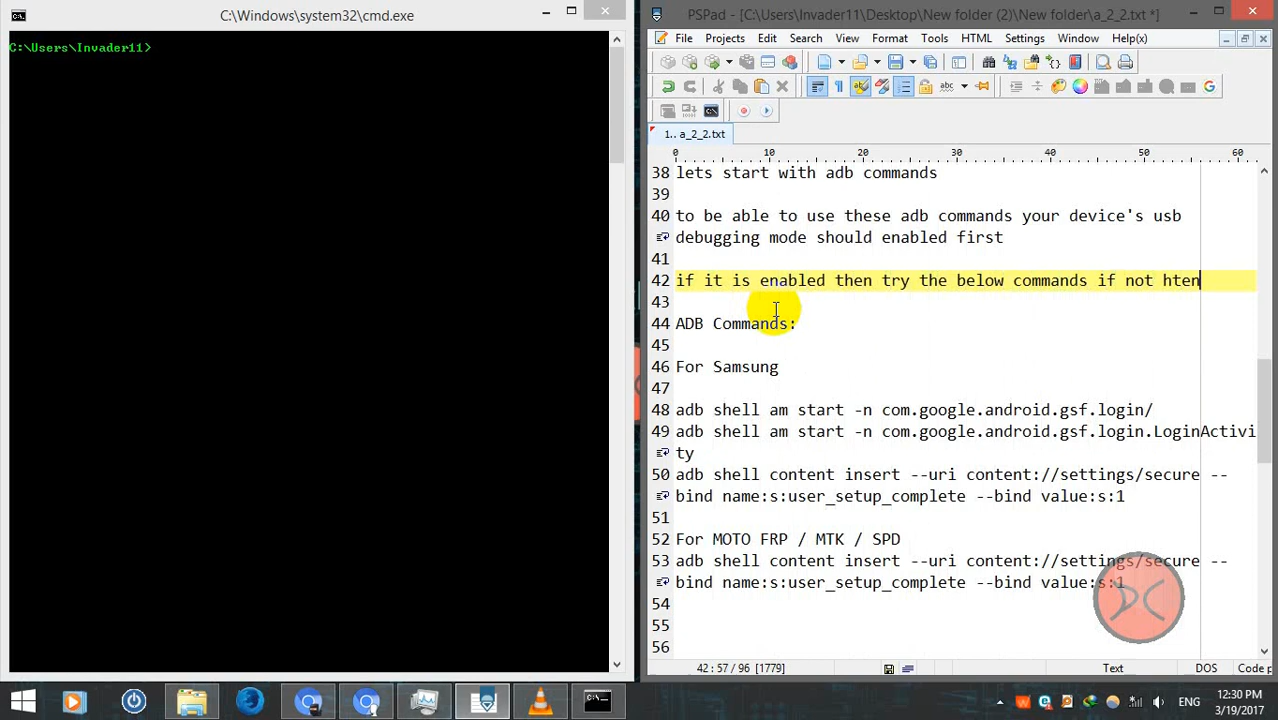 C:\Windows\system32\cmd.exe
C:\Users\Invader11>
PSPad - [C:\Users\Invader11\Desktop\New folder (2)\New folder\a_2_2.txt *]
File Projects Edit Search View Format Tools HTML Settings Window Help(x)
1.. a_2_2.txt
0 10 20 30 40 50 60
38 lets start with adb commands
39
40 to be able to use these adb commands your device's usb
debugging mode should enabled first
41
42 if it is enabled then try the below commands if not hten
43
44 ADB Commands:
45
46 For Samsung
47
48 adb shell am start -n com.google.android.gsf.login/
49 adb shell am start -n com.google.android.gsf.login.LoginActivi
ty
50 adb shell content insert --uri content://settings/secure --
bind name:s:user_setup_complete --bind value:s:1
51
52 For MOTO FRP / MTK / SPD
53 adb shell content insert --uri content://settings/secure --
bind name:s:user_setup_complete --bind value:s:1
54
55
56
42 : 57 / 96 [1779] Text DOS Code p
ENG
12:30 PM
3/19/2017